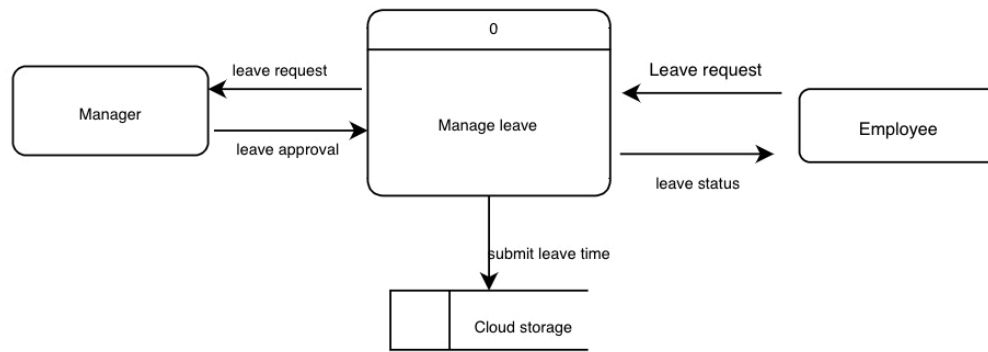 0
leave request
Leave request
Manager
Manage leave
Employee
leave approval
leave status
submit leave time
Cloud storage